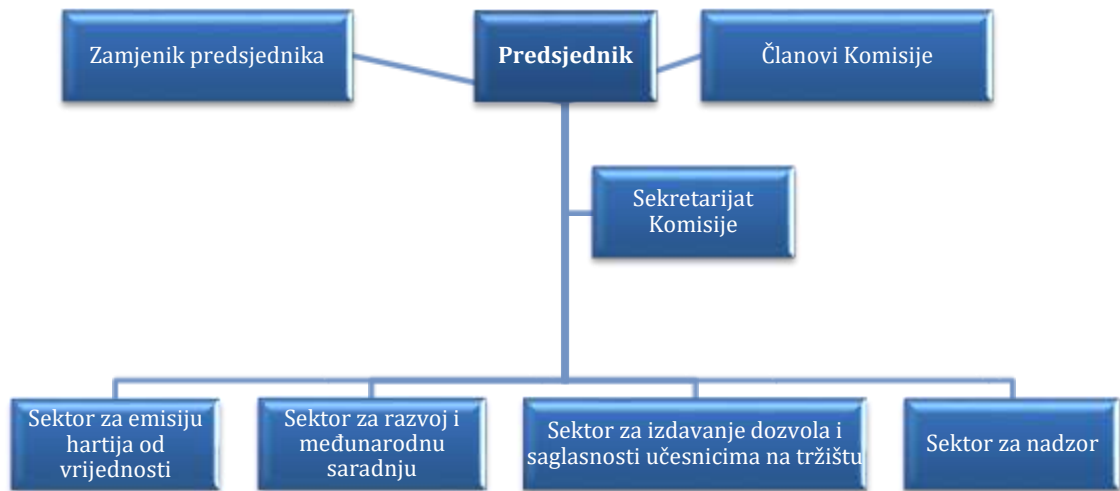 Zamjenik predsjednika
Predsjednik
Članovi Komisije
Sekretarijat
Komisije
Sektor za emisiju
hartija od
vrijednosti
Sektor za razvoj i
međunarodnu
saradnju
Sektor za izdavanje dozvola i
saglasnosti učesnicima na tržištu
Sektor za nadzor